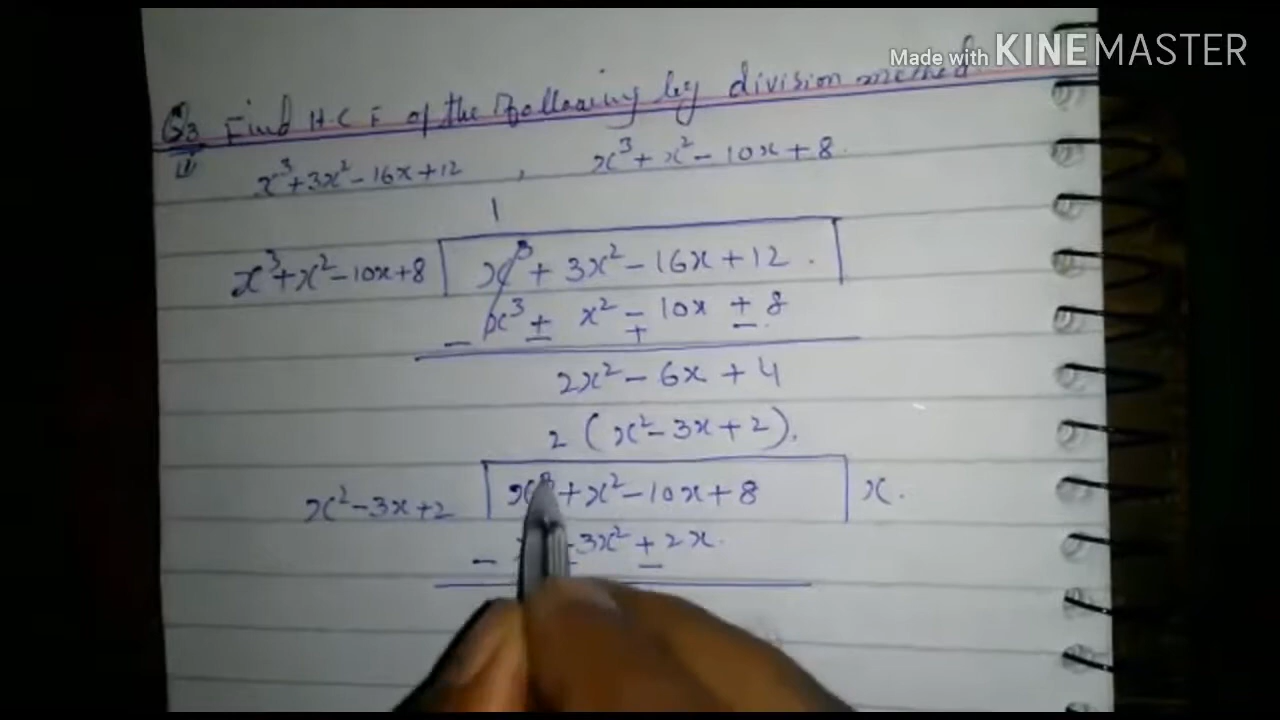 Made with KINEMASTER
Q3 Find H.C.F of the following by division method.
(i) x³+3x²-16x+12 , x³+x²-10x+8.
1
x³+x²-10x+8 x³+3x²-16x+12.
- x³ ± x² - 10x + 8
+ -
2x²-6x+4
2(x²-3x+2).
x²-3x+2 x³+x²-10x+8 x.
- 3x² + 2x
-